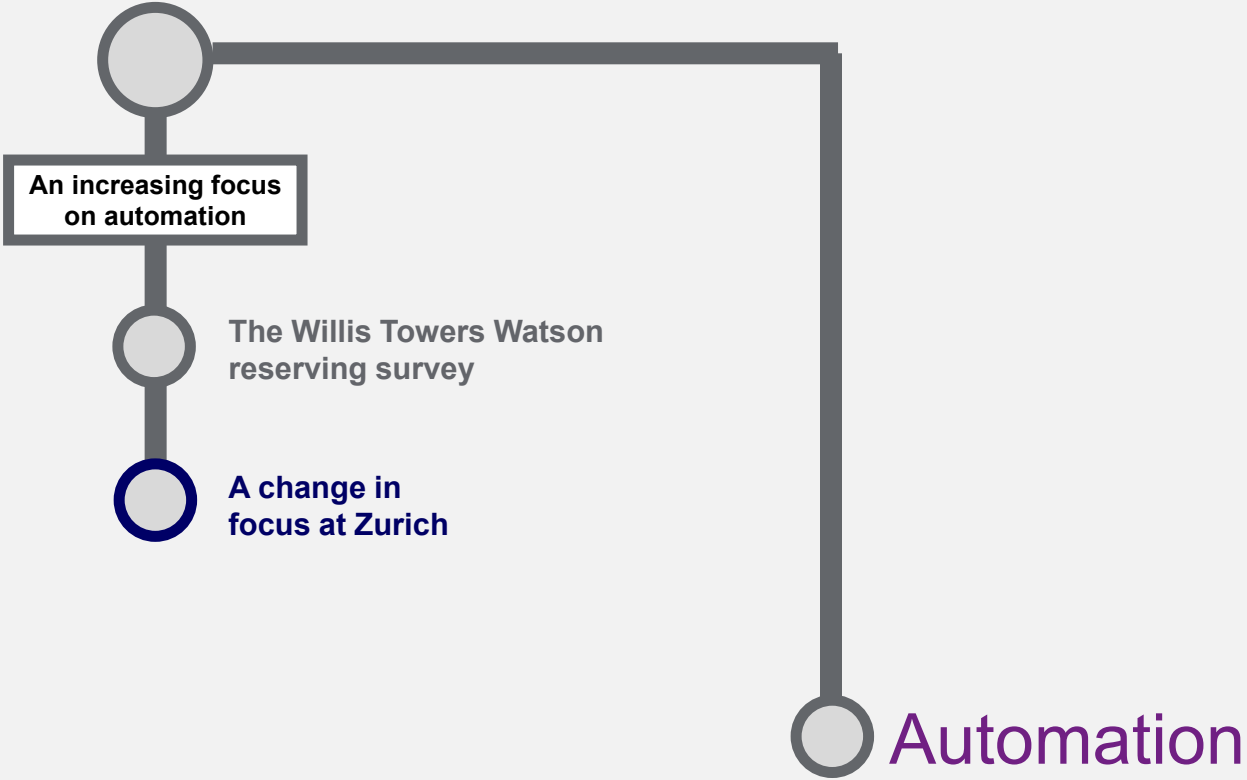 An increasing focus
on automation
The Willis Towers Watson
reserving survey
A change in
focus at Zurich
Automation